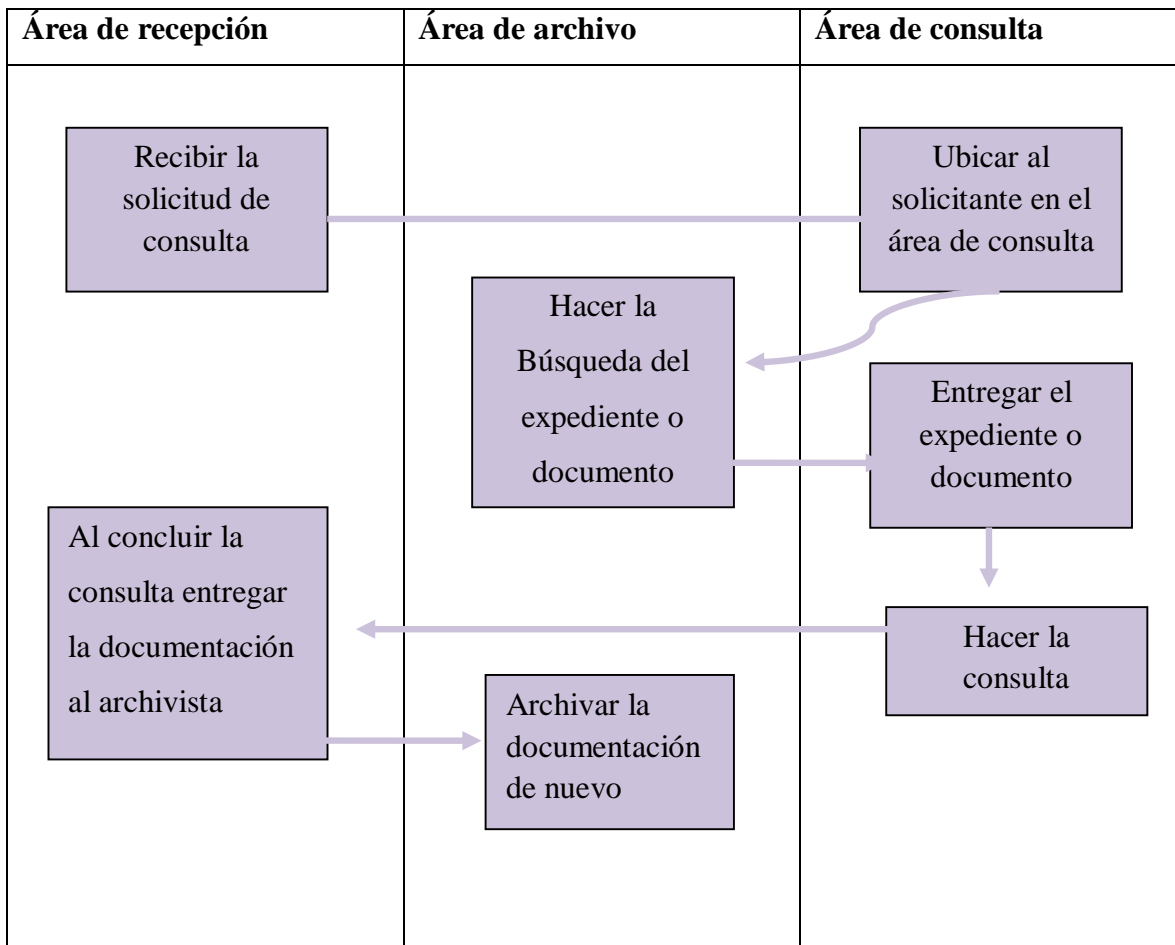 Área de recepción
Área de archivo
Área de consulta
Recibir la
solicitud de
consulta
Ubicar al
solicitante en el
área de consulta
Hacer la
Búsqueda del
expediente o
documento
Entregar el
expediente o
documento
Hacer la
consulta
Al concluir la
consulta entregar
la documentación
al archivista
Archivar la
documentación
de nuevo